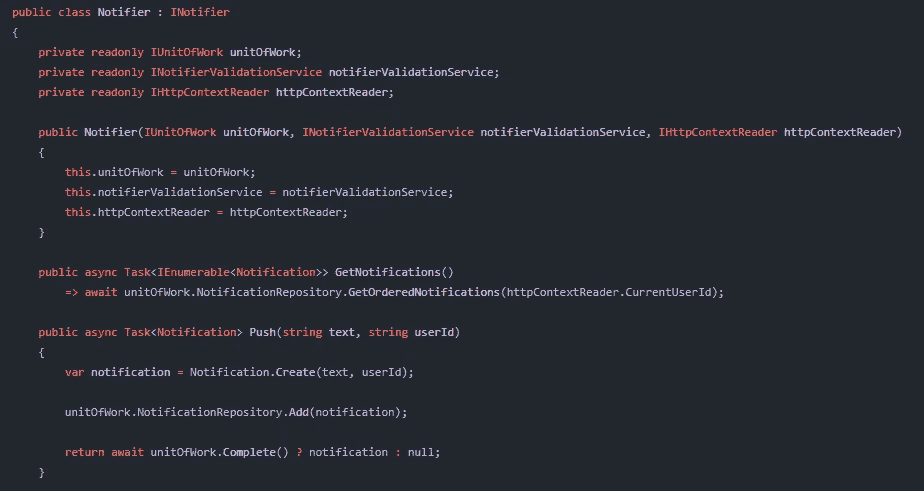 public class Notifier : INotifier
{
    private readonly IUnitOfWork unitOfWork;
    private readonly INotifierValidationService notifierValidationService;
    private readonly IHttpContextReader httpContextReader;

    public Notifier(IUnitOfWork unitOfWork, INotifierValidationService notifierValidationService, IHttpContextReader httpContextReader)
    {
        this.unitOfWork = unitOfWork;
        this.notifierValidationService = notifierValidationService;
        this.httpContextReader = httpContextReader;
    }

    public async Task<IEnumerable<Notification>> GetNotifications()
        => await unitOfWork.NotificationRepository.GetOrderedNotifications(httpContextReader.CurrentUserId);

    public async Task<Notification> Push(string text, string userId)
    {
        var notification = Notification.Create(text, userId);

        unitOfWork.NotificationRepository.Add(notification);

        return await unitOfWork.Complete() ? notification : null;
    }